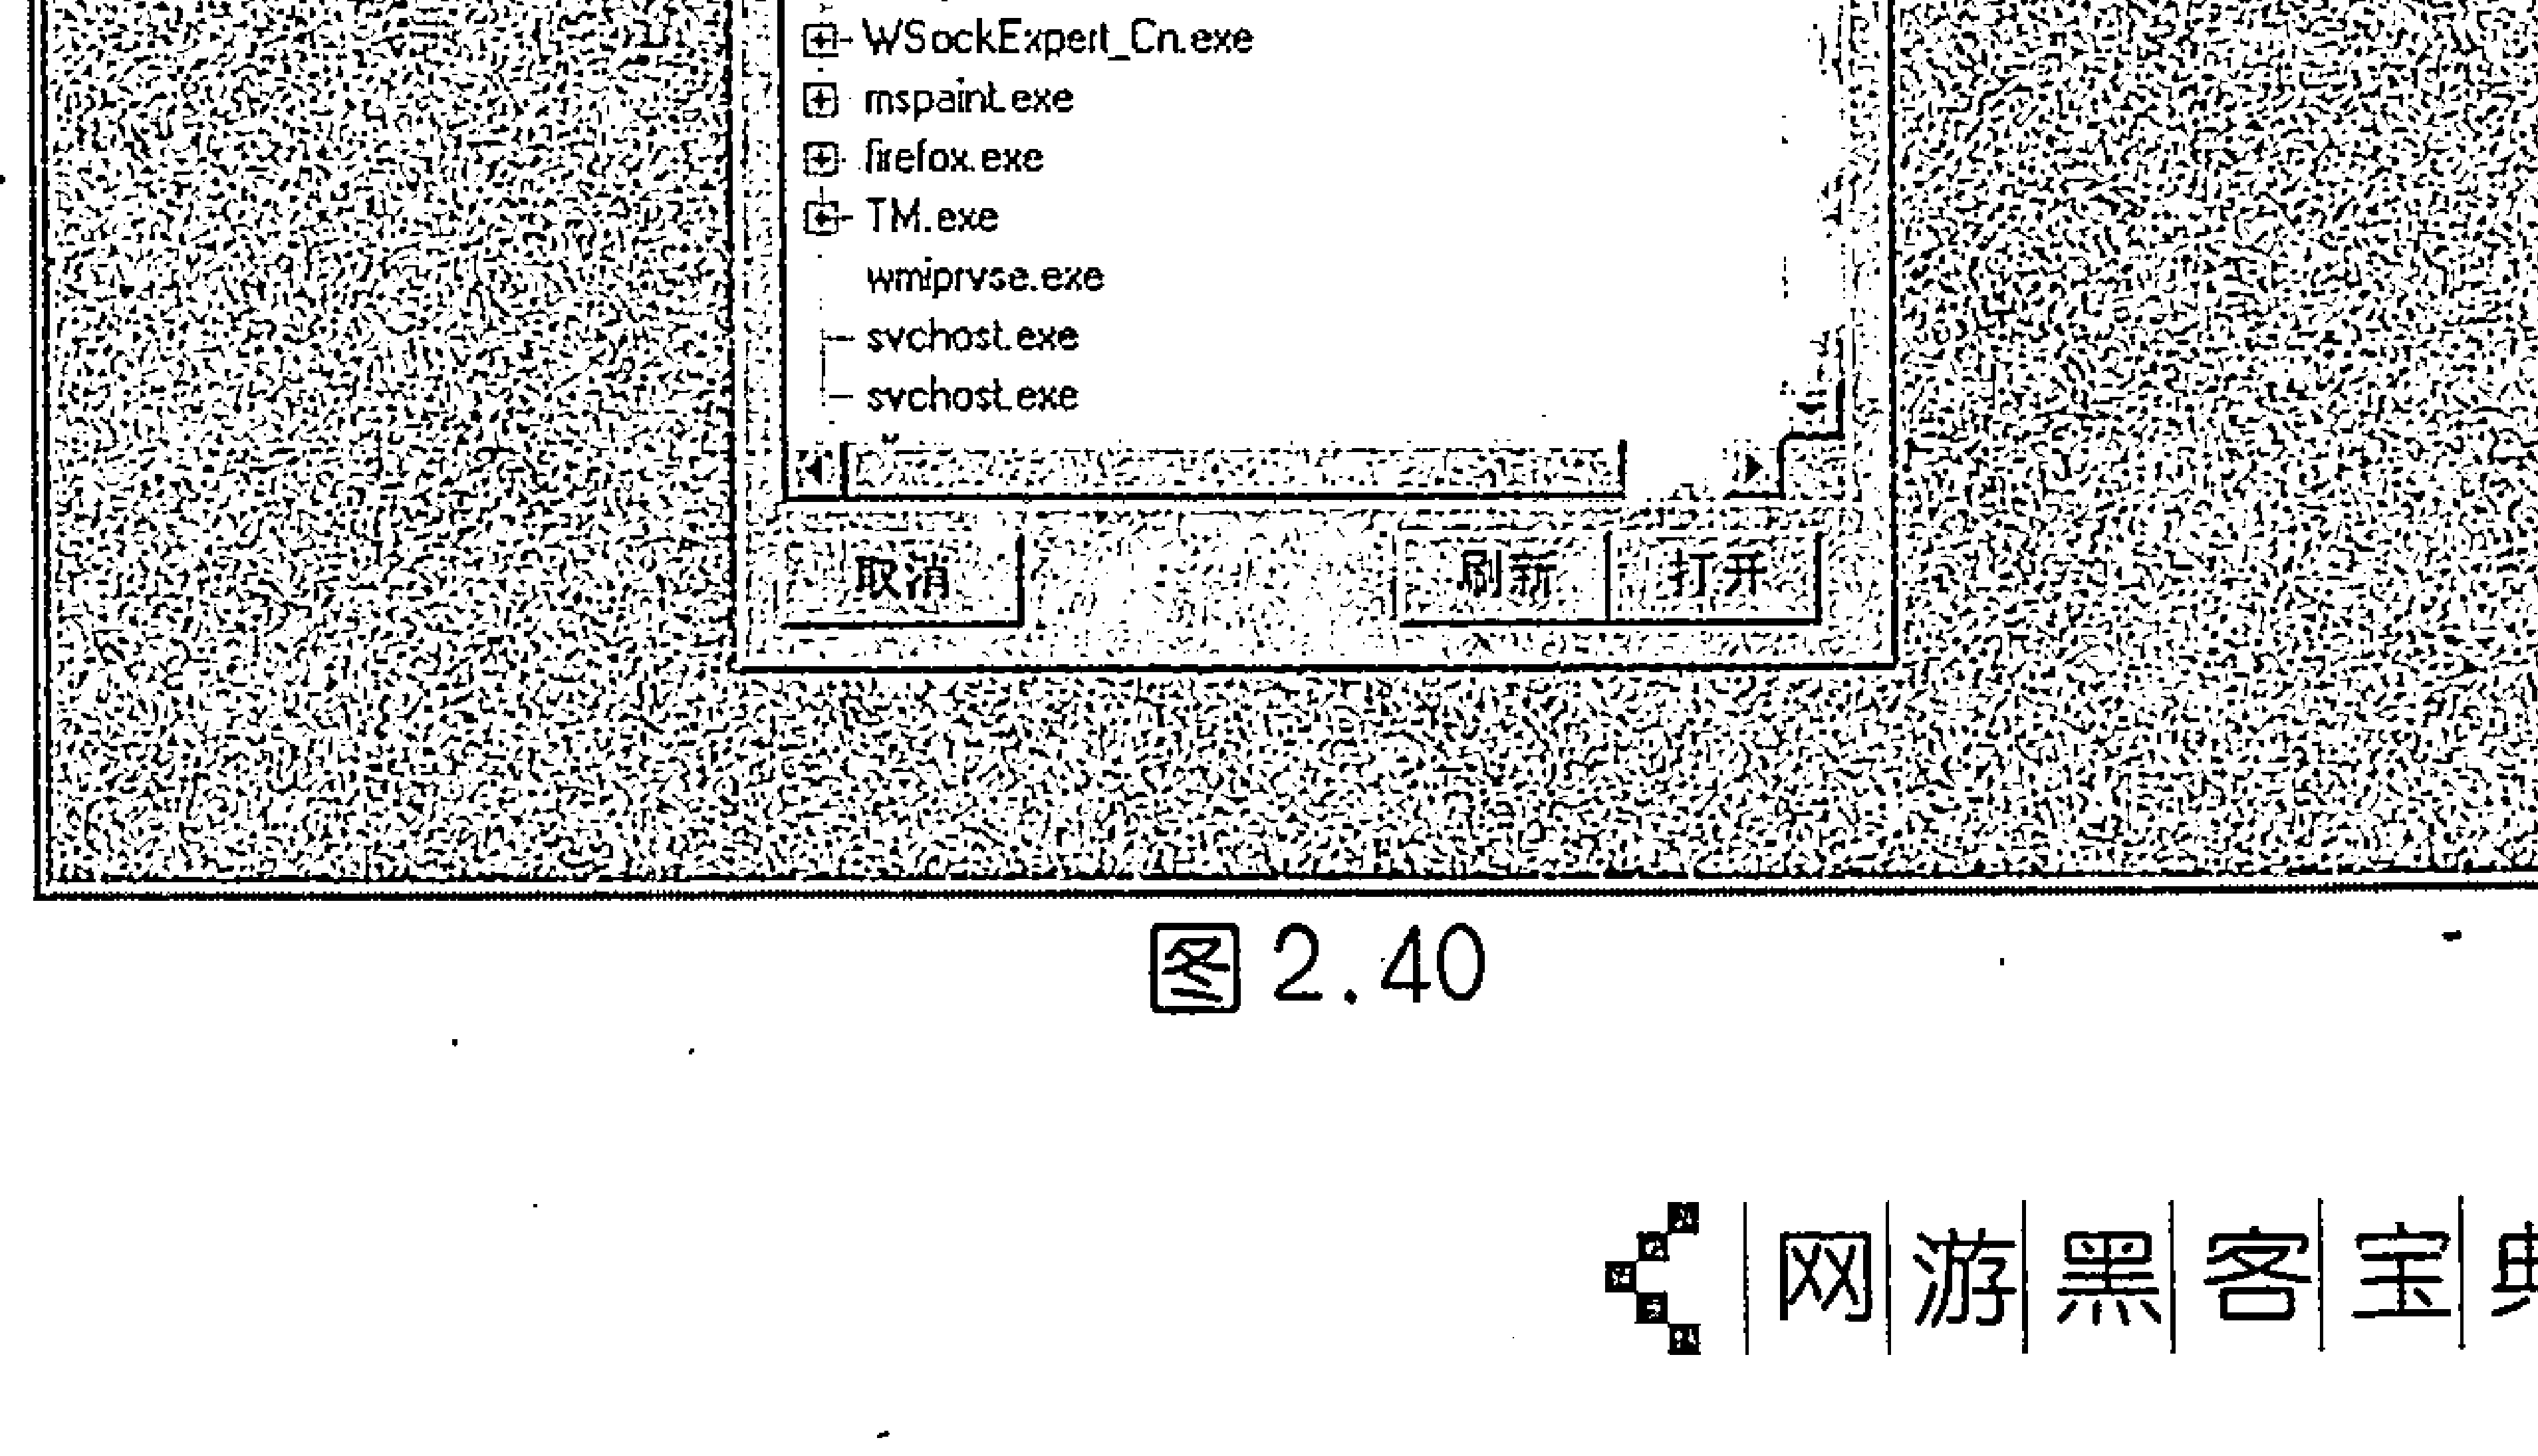 WSockExpert_Cn.exe
mspaint.exe
firefox.exe
TM.exe
wmiprvse.exe
svchost.exe
svchost.exe
取消 刷新 打开
图 2.40
网游黑客宝典